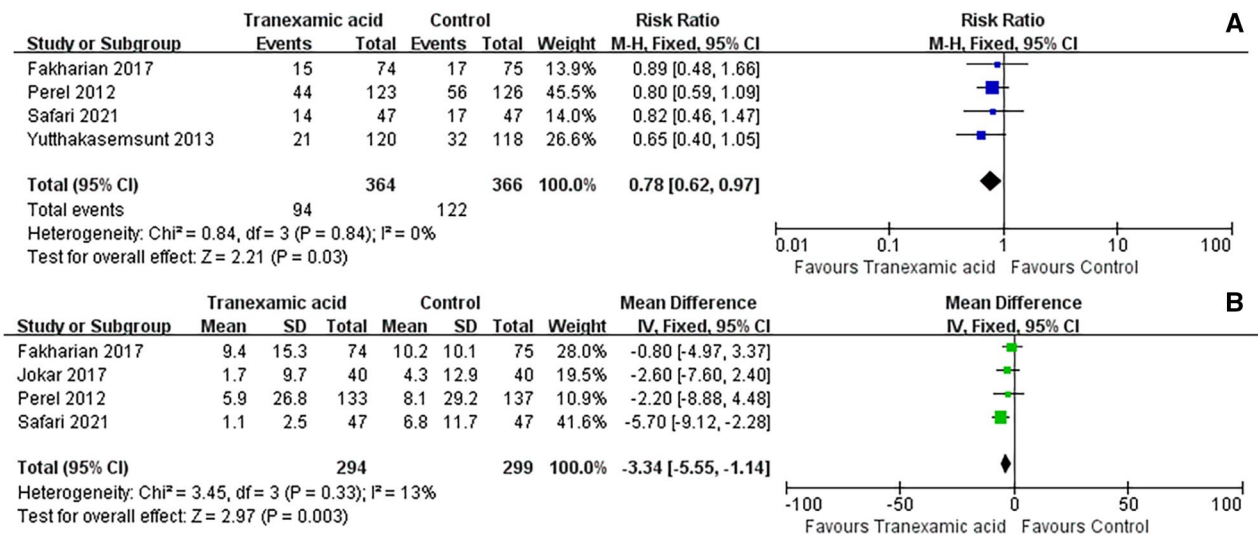 Tranexamic acid Control Risk Ratio Risk Ratio A
Study or Subgroup Events Total Events Total Weight M-H, Fixed, 95% CI M-H, Fixed, 95% CI
Fakharian 2017 15 74 17 75 13.9% 0.89 [0.48, 1.66]
Perel 2012 44 123 56 126 45.5% 0.80 [0.59, 1.09]
Safari 2021 14 47 17 47 14.0% 0.82 [0.46, 1.47]
Yutthakasemsunt 2013 21 120 32 118 26.6% 0.65 [0.40, 1.05]
Total (95% CI) 364 366 100.0% 0.78 [0.62, 0.97]
Total events 94 122
Heterogeneity: Chi² = 0.84, df = 3 (P = 0.84); I² = 0%
Test for overall effect: Z = 2.21 (P = 0.03)
0.01 0.1 1 10 100
Favours Tranexamic acid Favours Control
Tranexamic acid Control Mean Difference Mean Difference B
Study or Subgroup Mean SD Total Mean SD Total Weight IV, Fixed, 95% CI IV, Fixed, 95% CI
Fakharian 2017 9.4 15.3 74 10.2 10.1 75 28.0% -0.80 [-4.97, 3.37]
Jokar 2017 1.7 9.7 40 4.3 12.9 40 19.5% -2.60 [-7.60, 2.40]
Perel 2012 5.9 26.8 133 8.1 29.2 137 10.9% -2.20 [-8.88, 4.48]
Safari 2021 1.1 2.5 47 6.8 11.7 47 41.6% -5.70 [-9.12, -2.28]
Total (95% CI) 294 299 100.0% -3.34 [-5.55, -1.14]
Heterogeneity: Chi² = 3.45, df = 3 (P = 0.33); I² = 13%
Test for overall effect: Z = 2.97 (P = 0.003)
-100 -50 0 50 100
Favours Tranexamic acid Favours Control